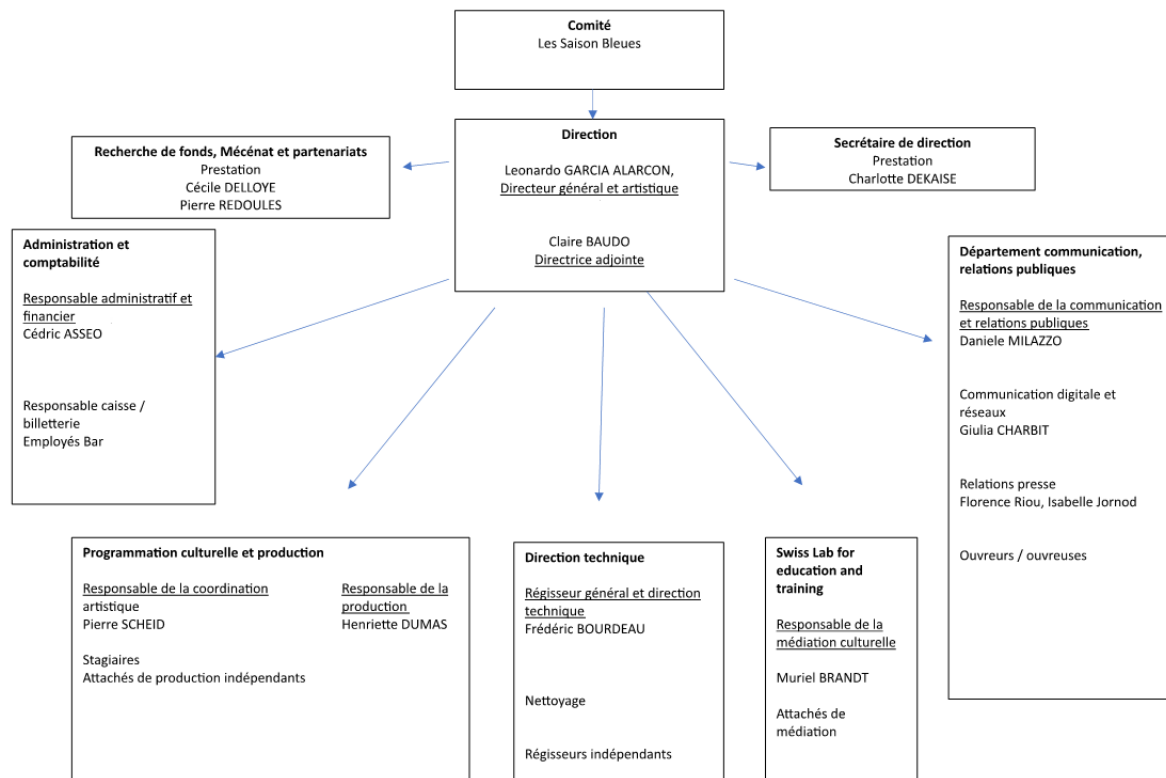 Comité
Les Saison Bleues
Direction
Leonardo GARCIA ALARCON,
Directeur général et artistique
Claire BAUDO
Directrice adjointe
Recherche de fonds, Mécénat et partenariats
Prestation
Cécile DELLOYE
Pierre REDOULES
Secrétaire de direction
Prestation
Charlotte DEKAISE
Administration et
comptabilité
Responsable administratif et
financier
Cédric ASSEO
Responsable caisse /
billetterie
Employés Bar
Département communication,
relations publiques
Responsable de la communication
et relations publiques
Daniele MILAZZO
Communication digitale et
réseaux
Giulia CHARBIT
Relations presse
Florence Riou, Isabelle Jornod
Ouvreurs / ouvreuses
Programmation culturelle et production
Responsable de la coordination
artistique
Pierre SCHEID
Stagiaires
Attachés de production indépendants
Responsable de la
production
Henriette DUMAS
Direction technique
Régisseur général et direction
technique
Frédéric BOURDEAU
Nettoyage
Régisseurs indépendants
Swiss Lab for
education and
training
Responsable de la
médiation culturelle
Muriel BRANDT
Attachés de
médiation